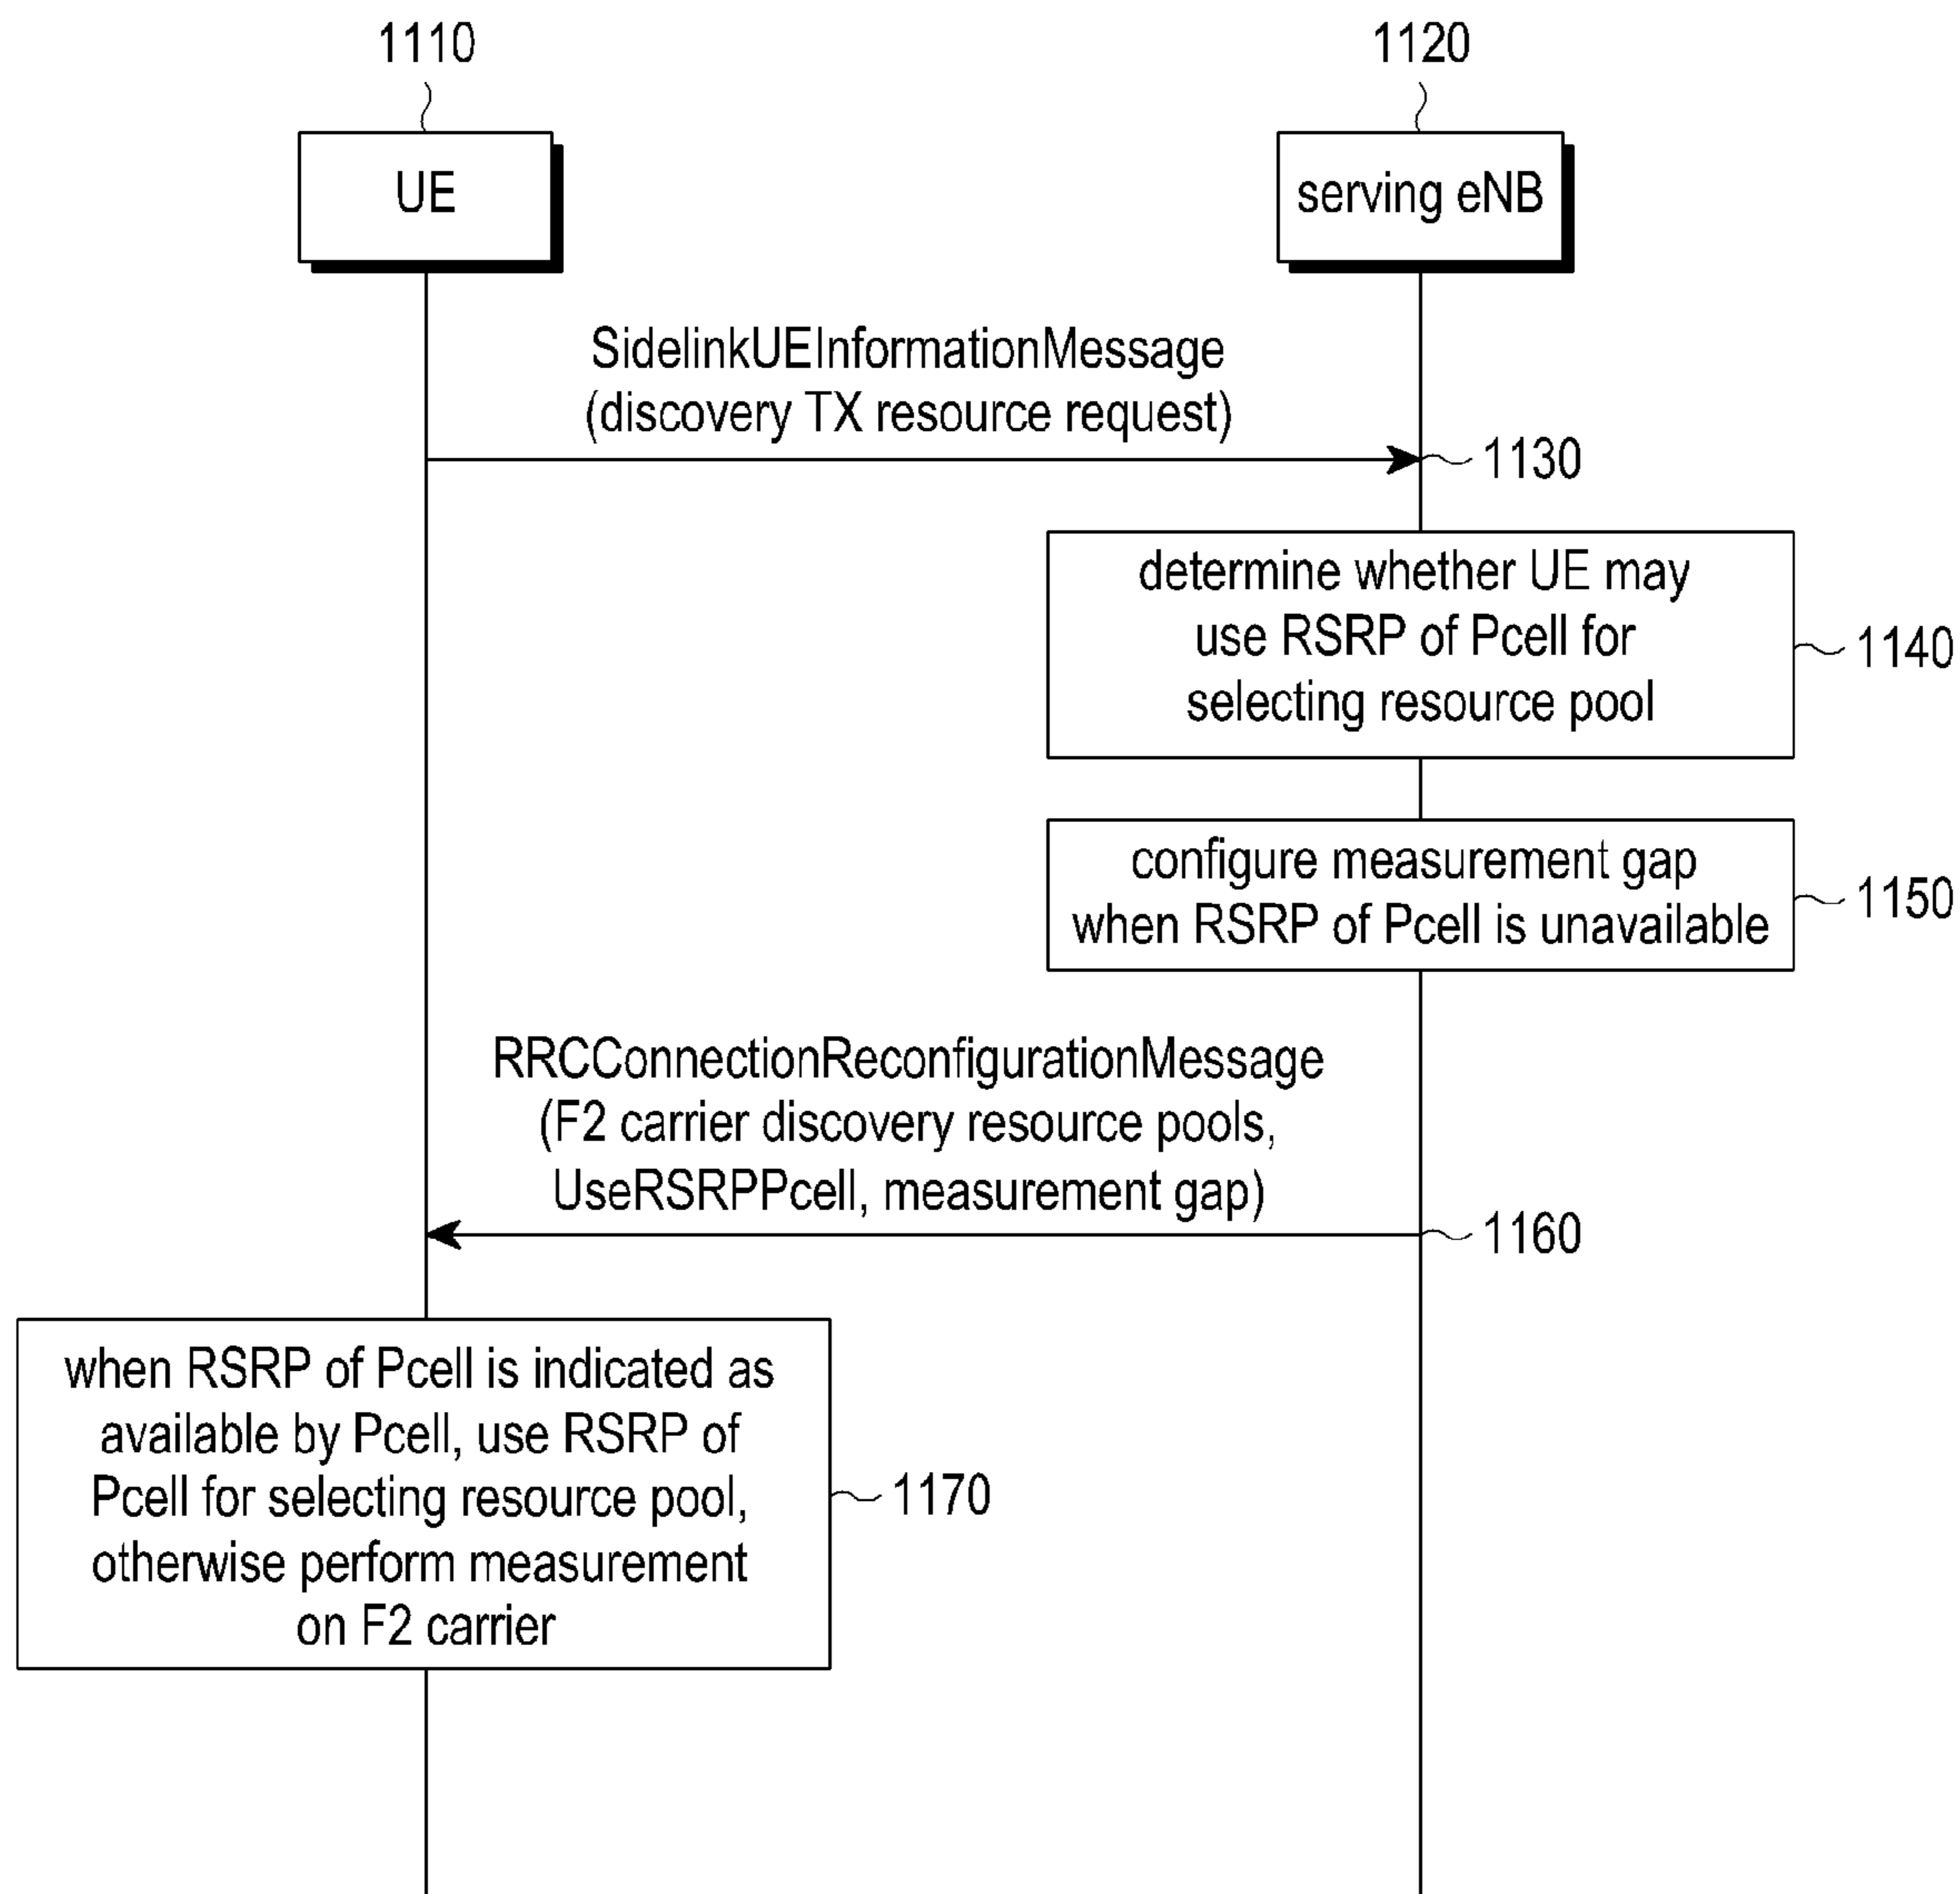 1110
1120
UE
serving eNB
SidelinkUEInformationMessage
(discovery TX resource request)
1130
determine whether UE may
use RSRP of Pcell for
selecting resource pool
1140
configure measurement gap
when RSRP of Pcell is unavailable
1150
RRCConnectionReconfigurationMessage
(F2 carrier discovery resource pools,
UseRSRPPcell, measurement gap)
1160
when RSRP of Pcell is indicated as
available by Pcell, use RSRP of
Pcell for selecting resource pool,
otherwise perform measurement
on F2 carrier
1170